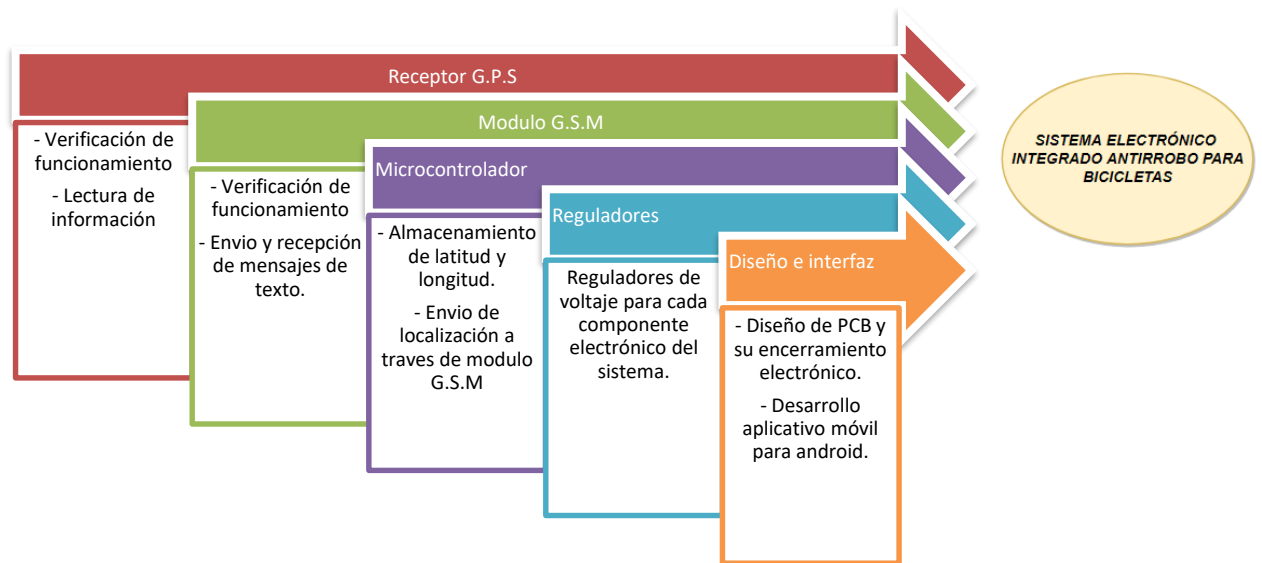 Receptor G.P.S
- Verificación de
funcionamiento
- Lectura de
información
Modulo G.S.M
- Verificación de
funcionamiento
- Envio y recepción
de mensajes de
texto.
Microcontrolador
- Almacenamiento
de latitud y
longitud.
- Envio de
localización a
traves de modulo
G.S.M
Reguladores
Reguladores de
voltaje para cada
componente
electrónico del
sistema.
Diseño e interfaz
- Diseño de PCB y
su encerramiento
electrónico.
- Desarrollo
aplicativo móvil
para android.
SISTEMA ELECTRÓNICO
INTEGRADO ANTIRROBO PARA
BICICLETAS